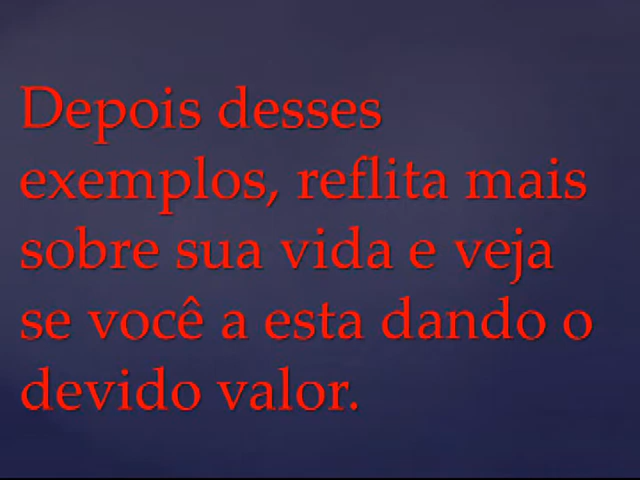 Depois desses
exemplos, reflita mais
sobre sua vida e veja
se você a esta dando o
devido valor.